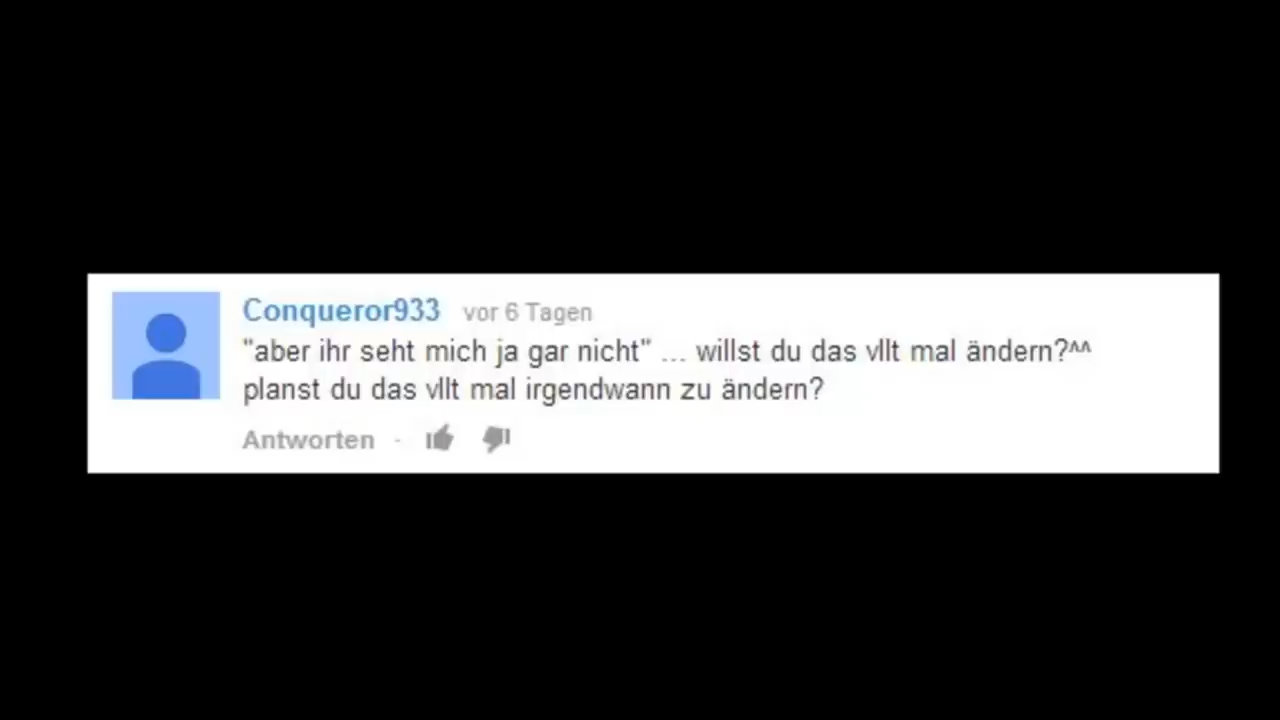 Conqueror933 vor 6 Tagen
"aber ihr seht mich ja gar nicht" ... willst du das vllt mal ändern?^^
planst du das vllt mal irgendwann zu ändern?
Antworten ·